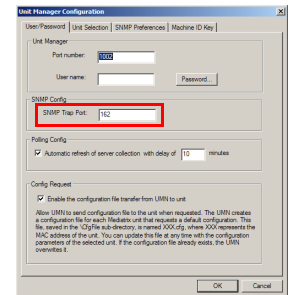 Unit Manager Configuration
User/Password
Unit Selection
SNMP Preferences
Machine ID Key
Unit Manager
Port number: 1002
User name:
Password...
SNMP Config
SNMP Trap Port: 162
Polling Config
Automatic refresh of server collection with delay of 10 minutes
Config Request
Enable the configuration file transfer from UMN to unit
Allow UMN to send configuration file to the unit when requested. The UMN creates
a configuration file for each Mediatrix unit that requests a default configuration. This
file, saved in the \CfgFile sub-directory, is named XXX.cfg, where XXX represents the
MAC address of the unit. You can update this file at any time with the configuration
parameters of the selected unit. If the configuration file already exists, the UMN
overwrites it.
OK
Cancel